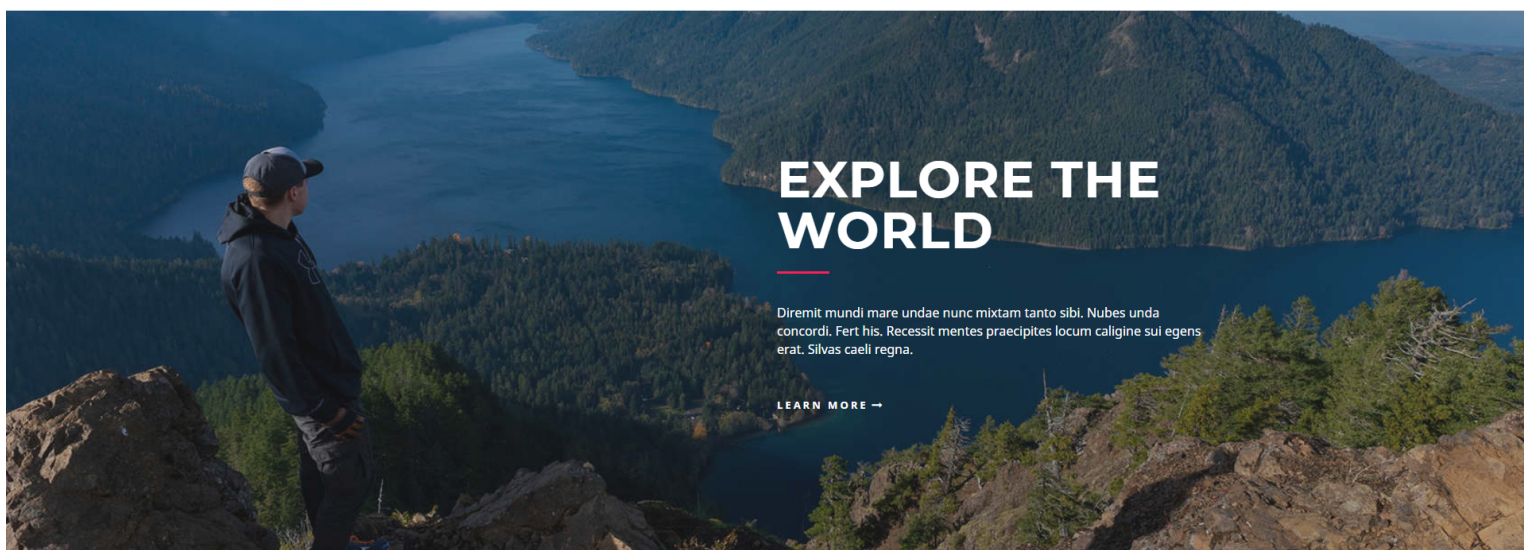 EXPLORE THE
WORLD
Diremit mundi mare undae nunc mixtam tanto sibi. Nubes unda
concordi. Fert his. Recessit mentes praecipites locum caligine sui egens
erat. Silvas caeli regna.
LEARN MORE →